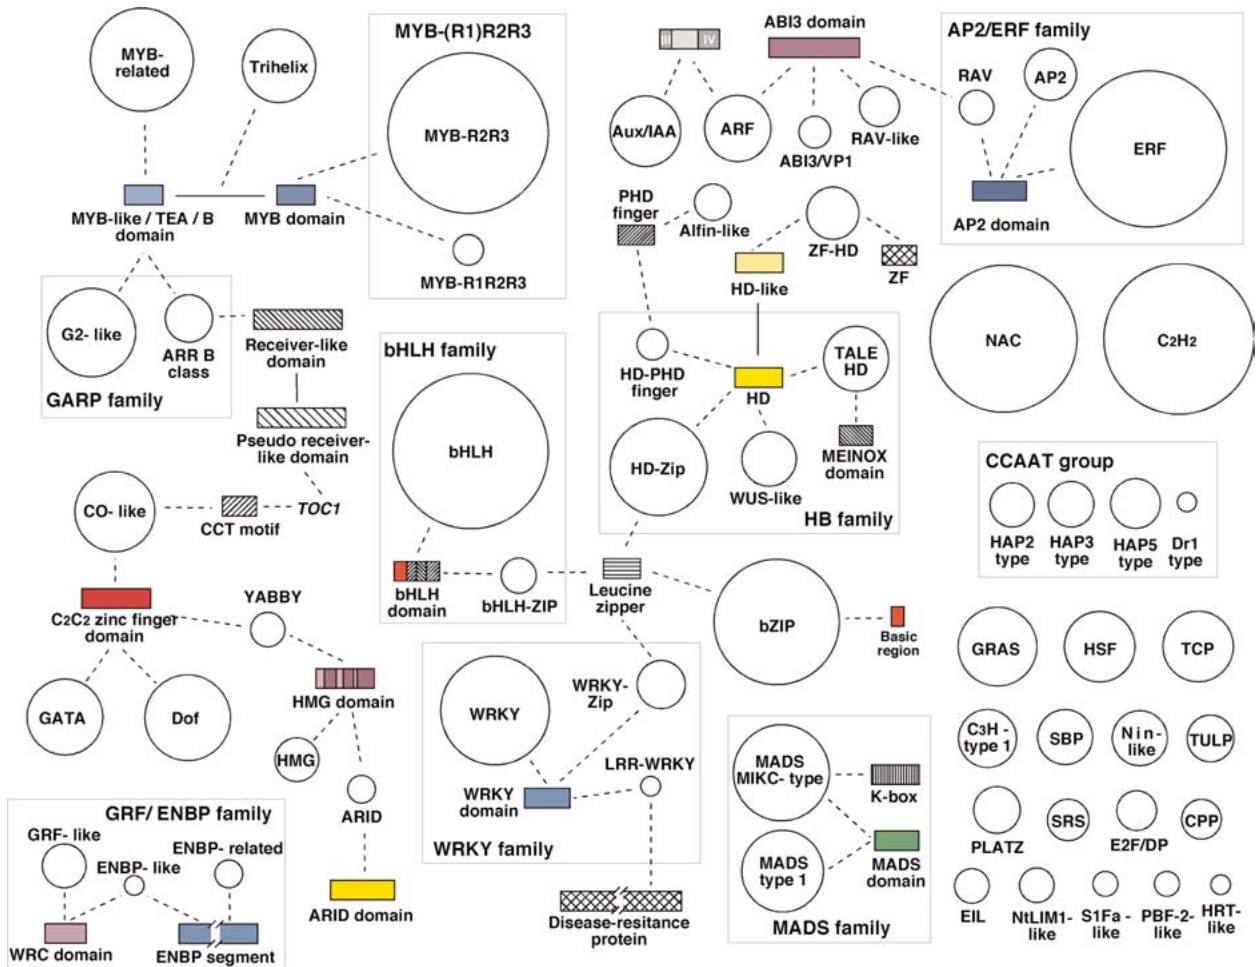 MYB-
related
Trihelix
MYB-like / TEA / B
domain
MYB domain
MYB-(R1)R2R3
MYB-R2R3
MYB-R1R2R3
III
IV
ABI3 domain
Aux/IAA
ARF
ABI3/VP1
RAV-like
AP2/ERF family
RAV
AP2
ERF
AP2 domain
PHD
finger
Alfin-like
ZF-HD
ZF
HD-like
G2- like
ARR B
class
GARP family
Receiver-like
domain
Pseudo receiver-
like domain
TOC1
CCT motif
CO- like
bHLH family
bHLH
bHLH
domain
bHLH-ZIP
HD-PHD
finger
HD
TALE
HD
HD-Zip
WUS-like
MEINOX
domain
HB family
NAC
C2H2
CCAAT group
HAP2
type
HAP3
type
HAP5
type
Dr1
type
Leucine
zipper
bZIP
Basic
region
C2C2 zinc finger
domain
YABBY
GATA
Dof
HMG domain
HMG
ARID
ARID domain
WRKY
WRKY-
Zip
LRR-WRKY
WRKY
domain
WRKY family
Disease-resitance
protein
MADS
MIKC- type
K-box
MADS
type 1
MADS
domain
MADS family
GRF/ ENBP family
GRF- like
ENBP- like
ENBP- related
WRC domain
ENBP segment
GRAS
HSF
TCP
C3H -
type 1
SBP
Nin-
like
TULP
PLATZ
SRS
E2F/DP
CPP
EIL
NtLIM1-
like
S1Fa -
like
PBF-2-
like
HRT-
like